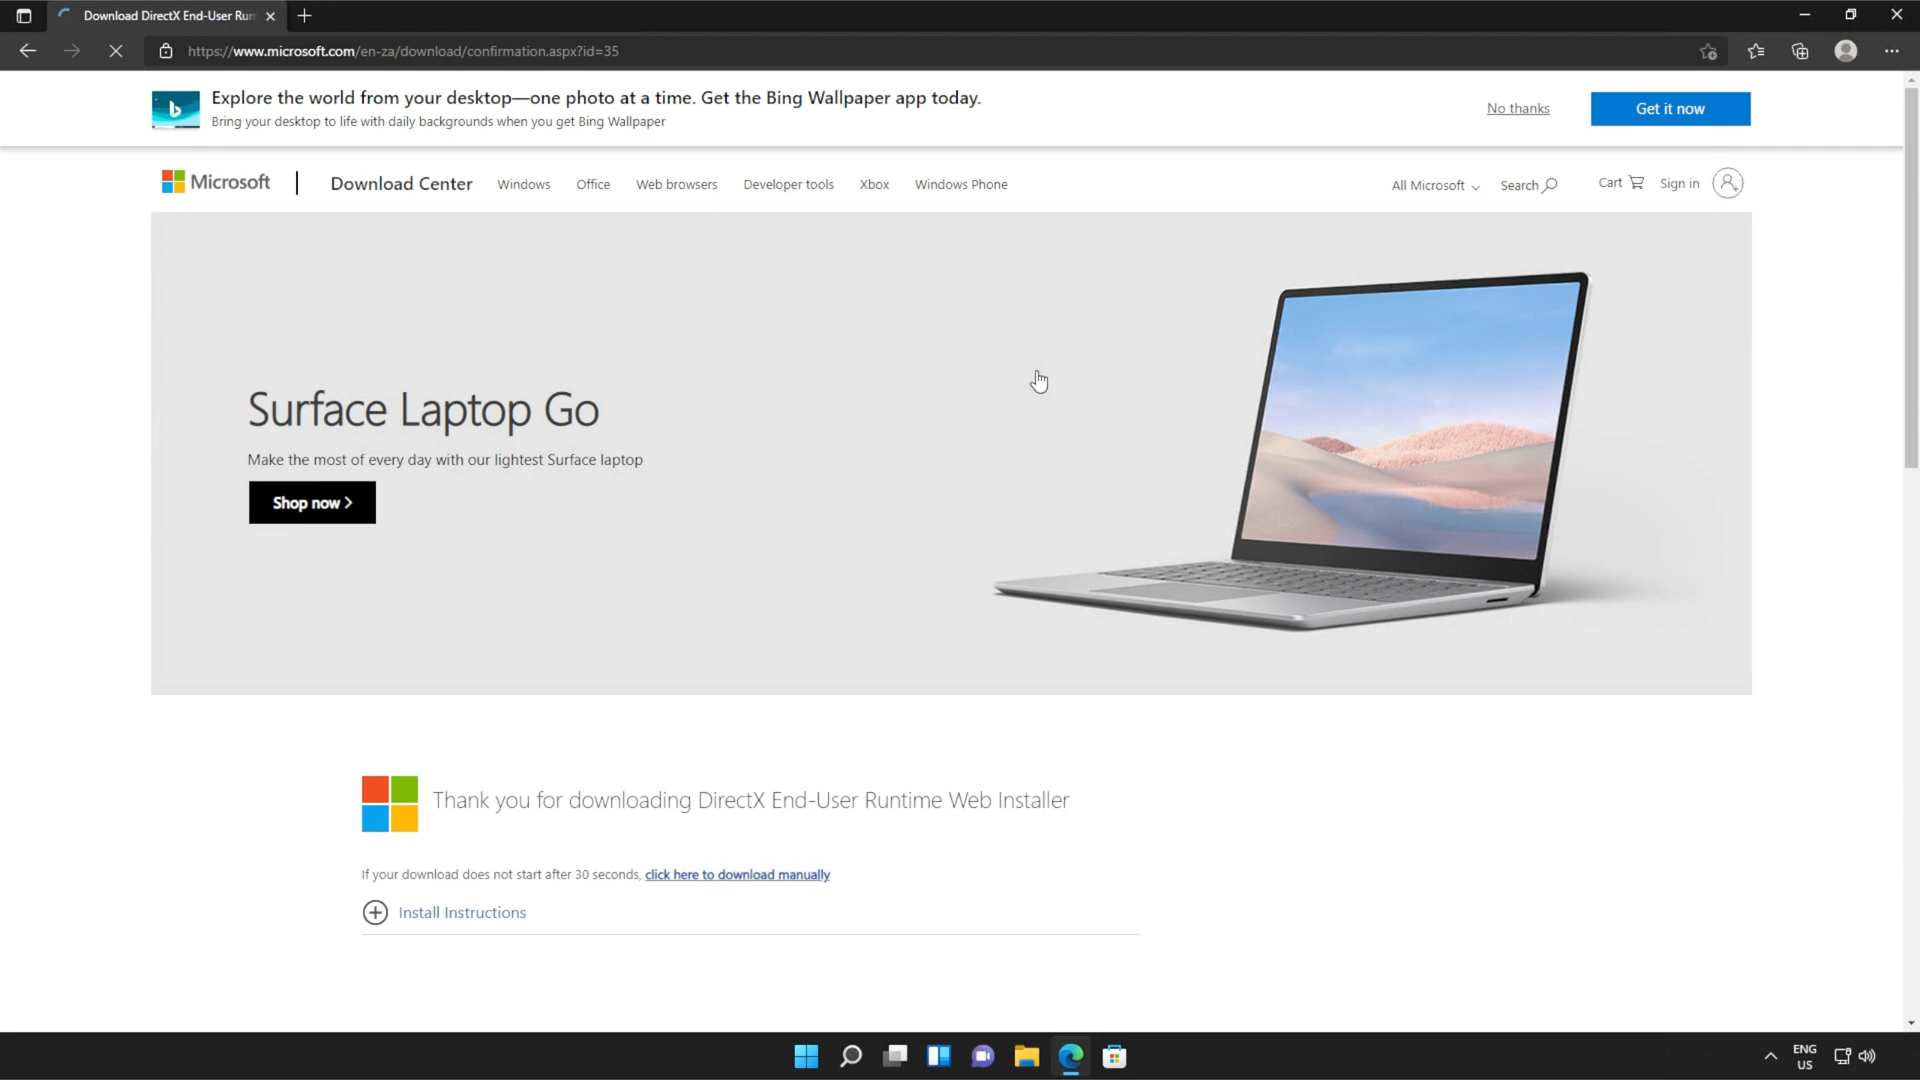 Download DirectX End-User Run
https://www.microsoft.com/en-za/download/confirmation.aspx?id=35
Explore the world from your desktop—one photo at a time. Get the Bing Wallpaper app today.
Bring your desktop to life with daily backgrounds when you get Bing Wallpaper
No thanks
Get it now
Microsoft
Download Center
Windows
Office
Web browsers
Developer tools
Xbox
Windows Phone
All Microsoft
Search
Cart
Sign in
Surface Laptop Go
Make the most of every day with our lightest Surface laptop
Shop now >
Thank you for downloading DirectX End-User Runtime Web Installer
If your download does not start after 30 seconds, click here to download manually
Install Instructions
ENG
US